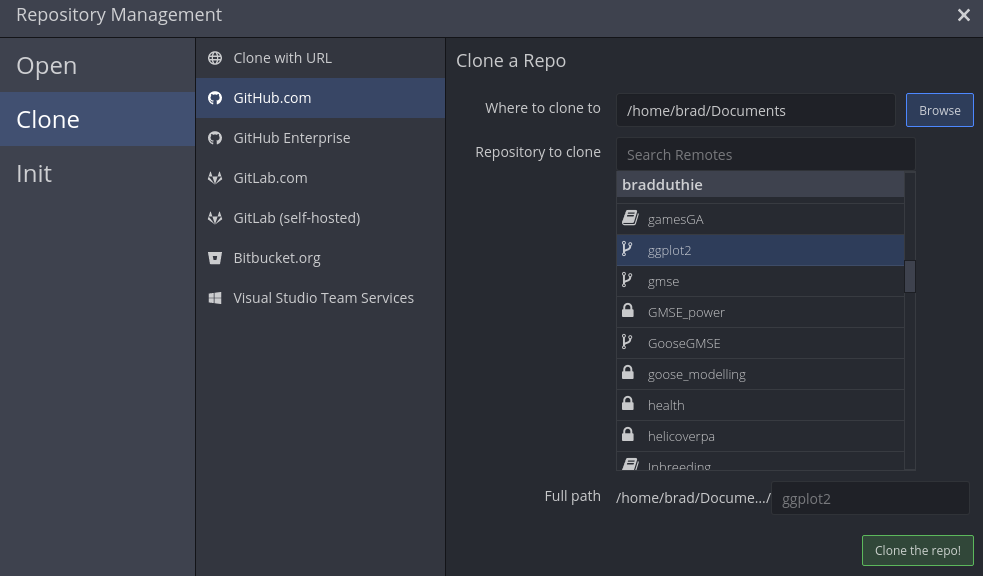 Repository Management
Open
Clone
Init
Clone with URL
GitHub.com
GitHub Enterprise
GitLab.com
GitLab (self-hosted)
Bitbucket.org
Visual Studio Team Services
Clone a Repo
Where to clone to /home/brad/Documents Browse
Repository to clone Search Remotes
bradduthie
gamesGA
ggplot2
gmse
GMSE_power
GooseGMSE
goose_modelling
health
helicoverpa
Inbreeding
Full path /home/brad/Docume.../ ggplot2
Clone the repo!